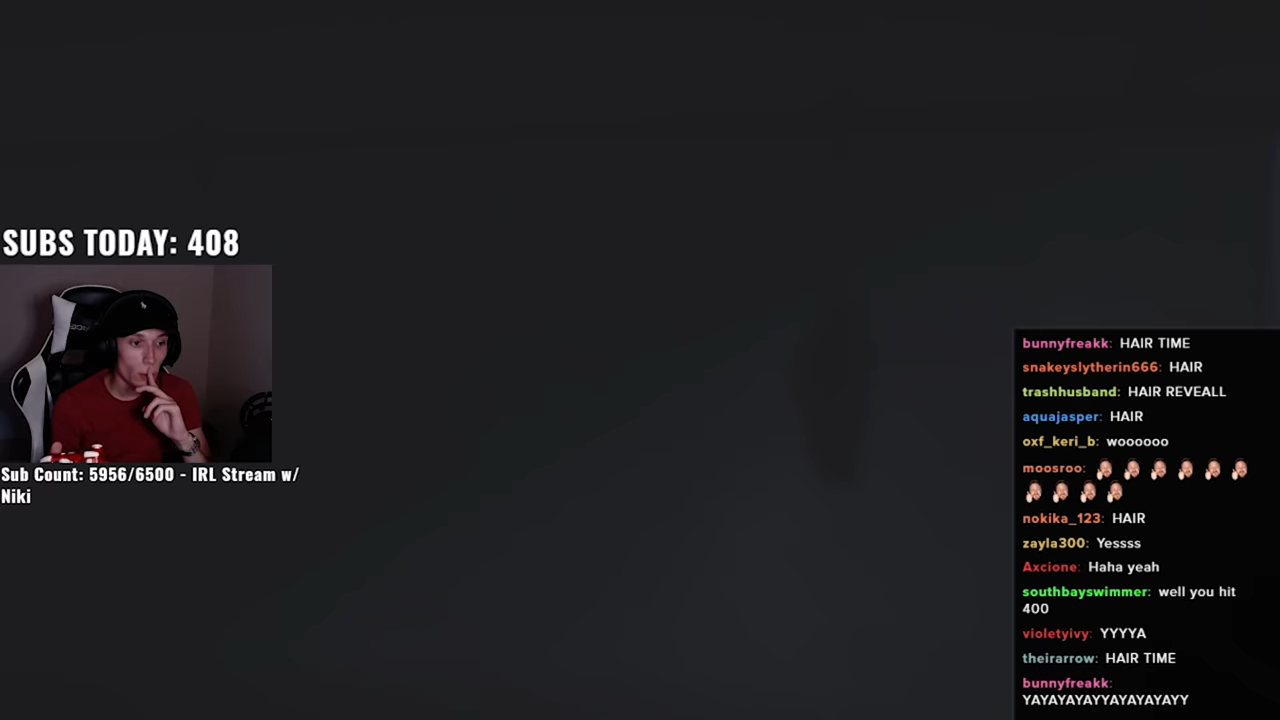 SUBS TODAY: 408
Sub Count: 5956/6500 - IRL Stream w/
Niki
bunnyfreakk: HAIR TIME
snakeyslytherin666: HAIR
trashhusband: HAIR REVEALL
aquajasper: HAIR
oxf_keri_b: woooooo
moosroo:
nokika_123: HAIR
zayla300: Yessss
Axcione: Haha yeah
southbayswimmer: well you hit
400
violetyivy: YYYYA
theirarrow: HAIR TIME
bunnyfreakk:
YAYAYAYAYYAYAYAYAYY